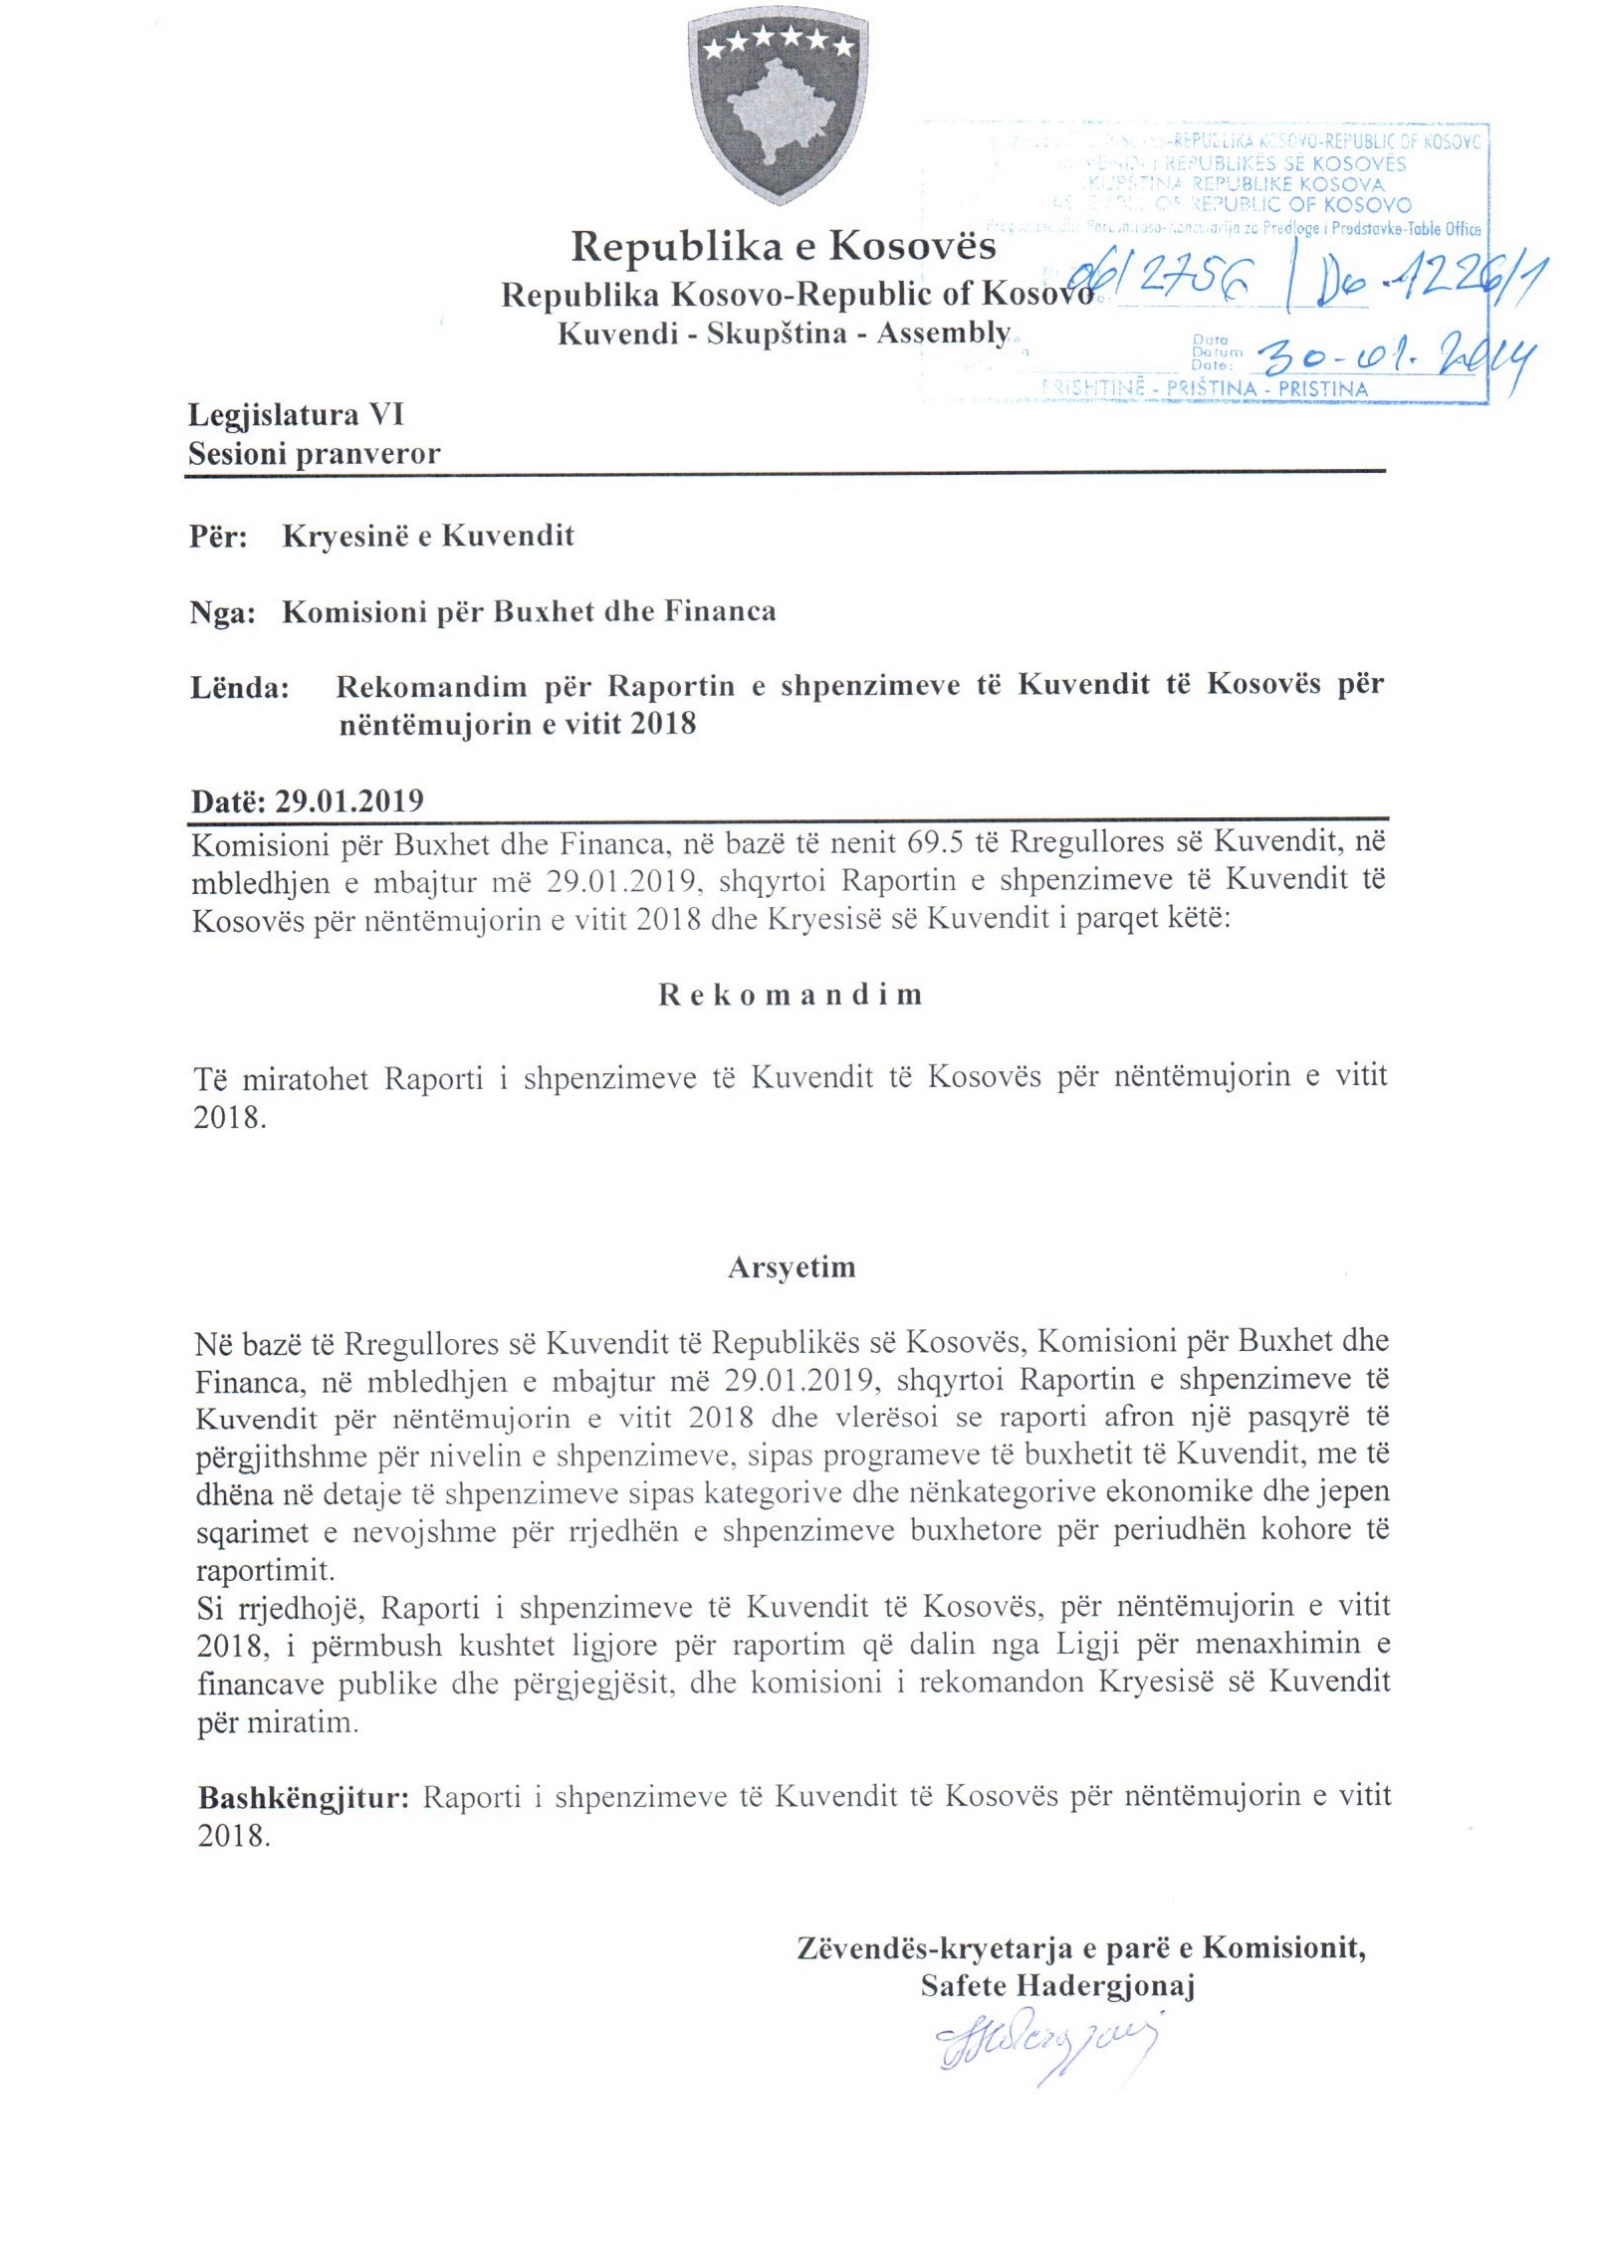 REPUBLIKA KOSOVO-REPUBLIC OF KOSOVO
REPUBLIKËS SË KOSOVËS
REPUBLIKE KOSOVA
REPUBLIC OF KOSOVO
za Predloge i Predstavke-Table Office
Republika e Kosovës
Republika Kosovo-Republic of Kosovo
Kuvendi - Skupština - Assembly
06/2756 / Do.1226/1
Data
Datum
Date: 30-01.
PRISHTINË - PRIŠTINA - PRISTINA
Legjislatura VI
Sesioni pranveror
Për: Kryesinë e Kuvendit
Nga: Komisioni për Buxhet dhe Financa
Lënda: Rekomandim për Raportin e shpenzimeve të Kuvendit të Kosovës për
nëntëmujorin e vitit 2018
Datë: 29.01.2019
Komisioni për Buxhet dhe Financa, në bazë të nenit 69.5 të Rregullores së Kuvendit, në
mbledhjen e mbajtur më 29.01.2019, shqyrtoi Raportin e shpenzimeve të Kuvendit të
Kosovës për nëntëmujorin e vitit 2018 dhe Kryesisë së Kuvendit i parqet këtë:
R e k o m a n d i m
Të miratohet Raporti i shpenzimeve të Kuvendit të Kosovës për nëntëmujorin e vitit
2018.
Arsyetim
Në bazë të Rregullores së Kuvendit të Republikës së Kosovës, Komisioni për Buxhet dhe
Financa, në mbledhjen e mbajtur më 29.01.2019, shqyrtoi Raportin e shpenzimeve të
Kuvendit për nëntëmujorin e vitit 2018 dhe vlerësoi se raporti afron një pasqyrë të
përgjithshme për nivelin e shpenzimeve, sipas programeve të buxhetit të Kuvendit, me të
dhëna në detaje të shpenzimeve sipas kategorive dhe nënkategorive ekonomike dhe jepen
sqarimet e nevojshme për rrjedhën e shpenzimeve buxhetore për periudhën kohore të
raportimit.
Si rrjedhojë, Raporti i shpenzimeve të Kuvendit të Kosovës, për nëntëmujorin e vitit
2018, i përmbush kushtet ligjore për raportim që dalin nga Ligji për menaxhimin e
financave publike dhe përgjegjësit, dhe komisioni i rekomandon Kryesisë së Kuvendit
për miratim.
Bashkëngjitur: Raporti i shpenzimeve të Kuvendit të Kosovës për nëntëmujorin e vitit
2018.
Zëvendës-kryetarja e parë e Komisionit,
Safete Hadergjonaj